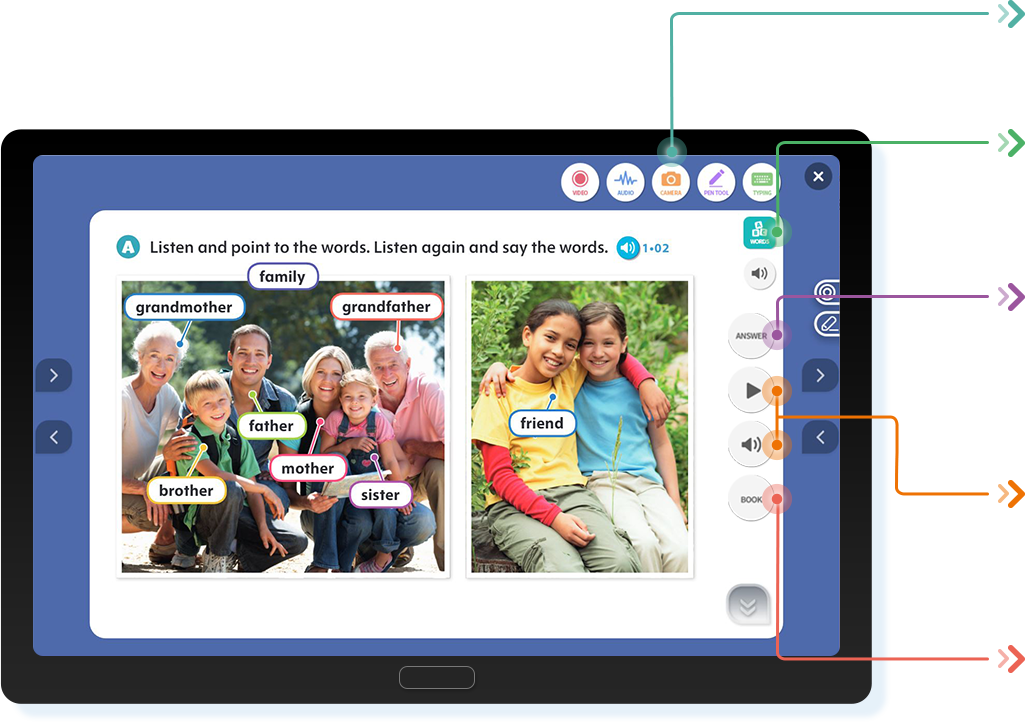 VIDEO
AUDIO
CAMERA
PEN TOOL
TYPING
A Listen and point to the words. Listen again and say the words. 1•02
WORDS
family
grandmother
grandfather
father
mother
brother
sister
friend
ANSWER
BOOK